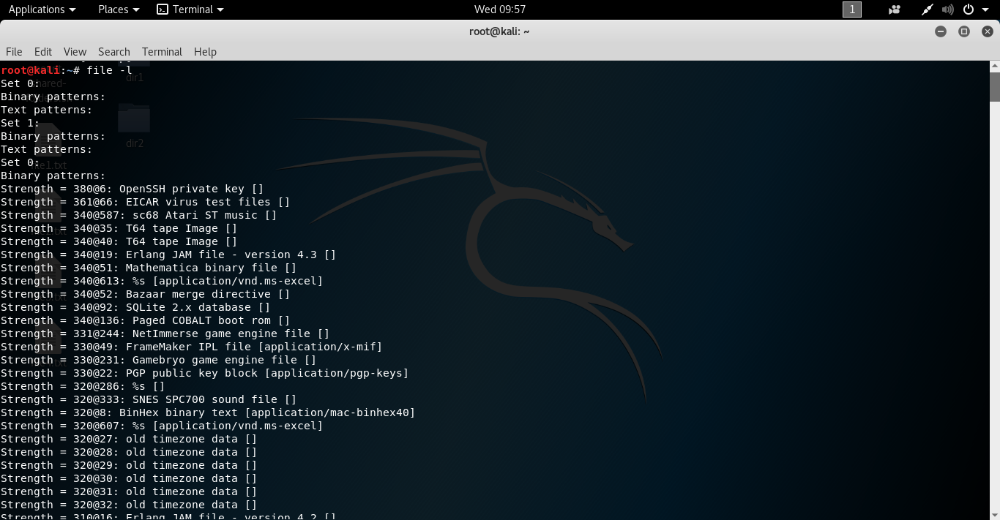 Applications Places Terminal Wed 09:57 1
root@kali: ~
File Edit View Search Terminal Help
root@kali:~# file -l
dir1
Set 0:
Binary patterns:
Text patterns:
Set 1:
Binary patterns:
dir2
Text patterns:
Set 0:
Binary patterns:
Strength = 380@6: OpenSSH private key []
Strength = 361@66: EICAR virus test files []
Strength = 340@587: sc68 Atari ST music []
Strength = 340@35: T64 tape Image []
Strength = 340@40: T64 tape Image []
Strength = 340@19: Erlang JAM file - version 4.3 []
Strength = 340@51: Mathematica binary file []
Strength = 340@613: %s [application/vnd.ms-excel]
Strength = 340@52: Bazaar merge directive []
Strength = 340@92: SQLite 2.x database []
Strength = 340@136: Paged COBALT boot rom []
Strength = 331@244: NetImmerse game engine file []
Strength = 330@49: FrameMaker IPL file [application/x-mif]
Strength = 330@231: Gamebryo game engine file []
Strength = 330@22: PGP public key block [application/pgp-keys]
Strength = 320@286: %s []
Strength = 320@333: SNES SPC700 sound file []
Strength = 320@8: BinHex binary text [application/mac-binhex40]
Strength = 320@607: %s [application/vnd.ms-excel]
Strength = 320@27: old timezone data []
Strength = 320@28: old timezone data []
Strength = 320@29: old timezone data []
Strength = 320@30: old timezone data []
Strength = 320@31: old timezone data []
Strength = 320@32: old timezone data []
Strength = 310@16: Erlang JAM file - version 4.2 []